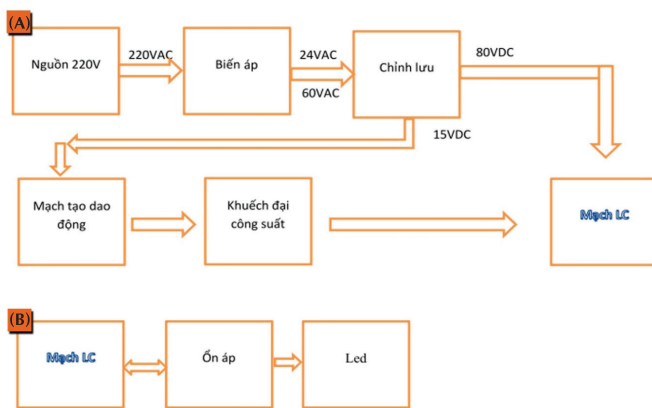 (A)
Nguồn 220V
220VAC
Biến áp
24VAC
60VAC
Chỉnh lưu
80VDC
15VDC
Mạch tạo dao
động
Khuếch đại
công suất
Mạch LC
(B)
Mạch LC
Ổn áp
Led